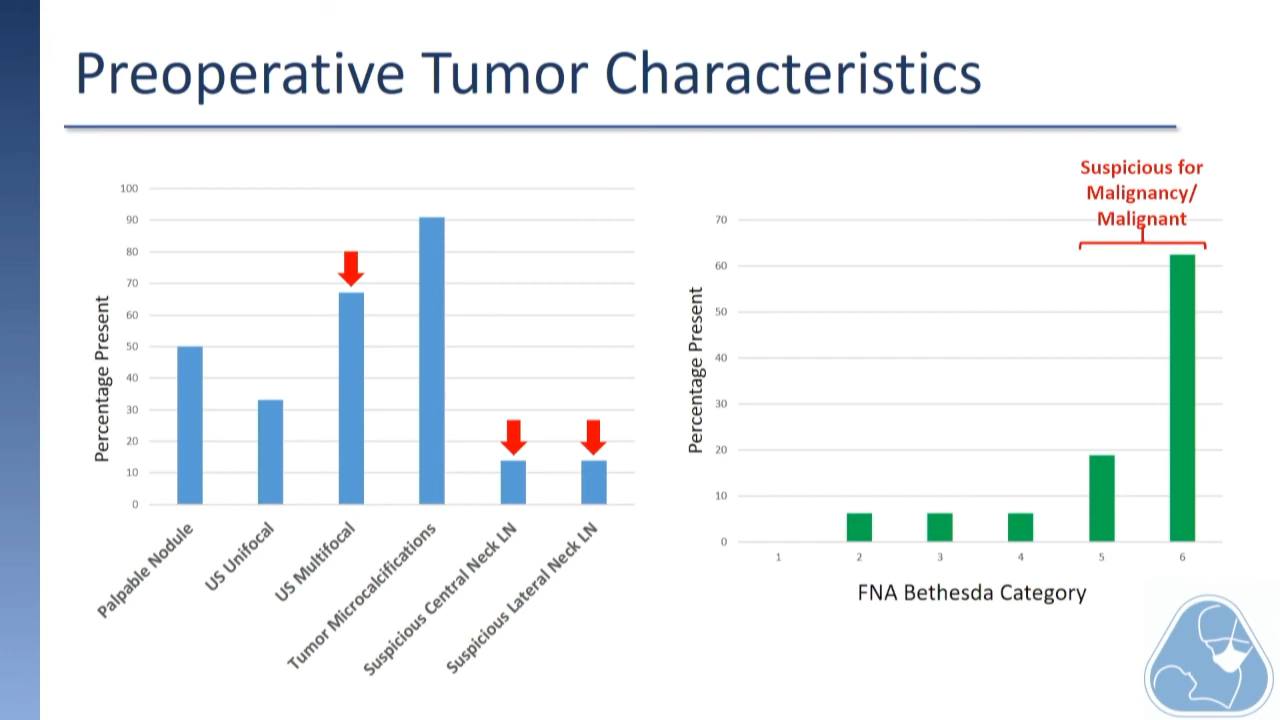 Preoperative Tumor Characteristics
Percentage Present
100
90
80
70
60
50
40
30
20
10
0
Palpable Nodule
US Unifocal
US Multifocal
Tumor Microcalcifications
Suspicious Central Neck LN
Suspicious Lateral Neck LN
Suspicious for
Malignancy/
Malignant
Percentage Present
70
60
50
40
30
20
10
0
1 2 3 4 5 6
FNA Bethesda Category